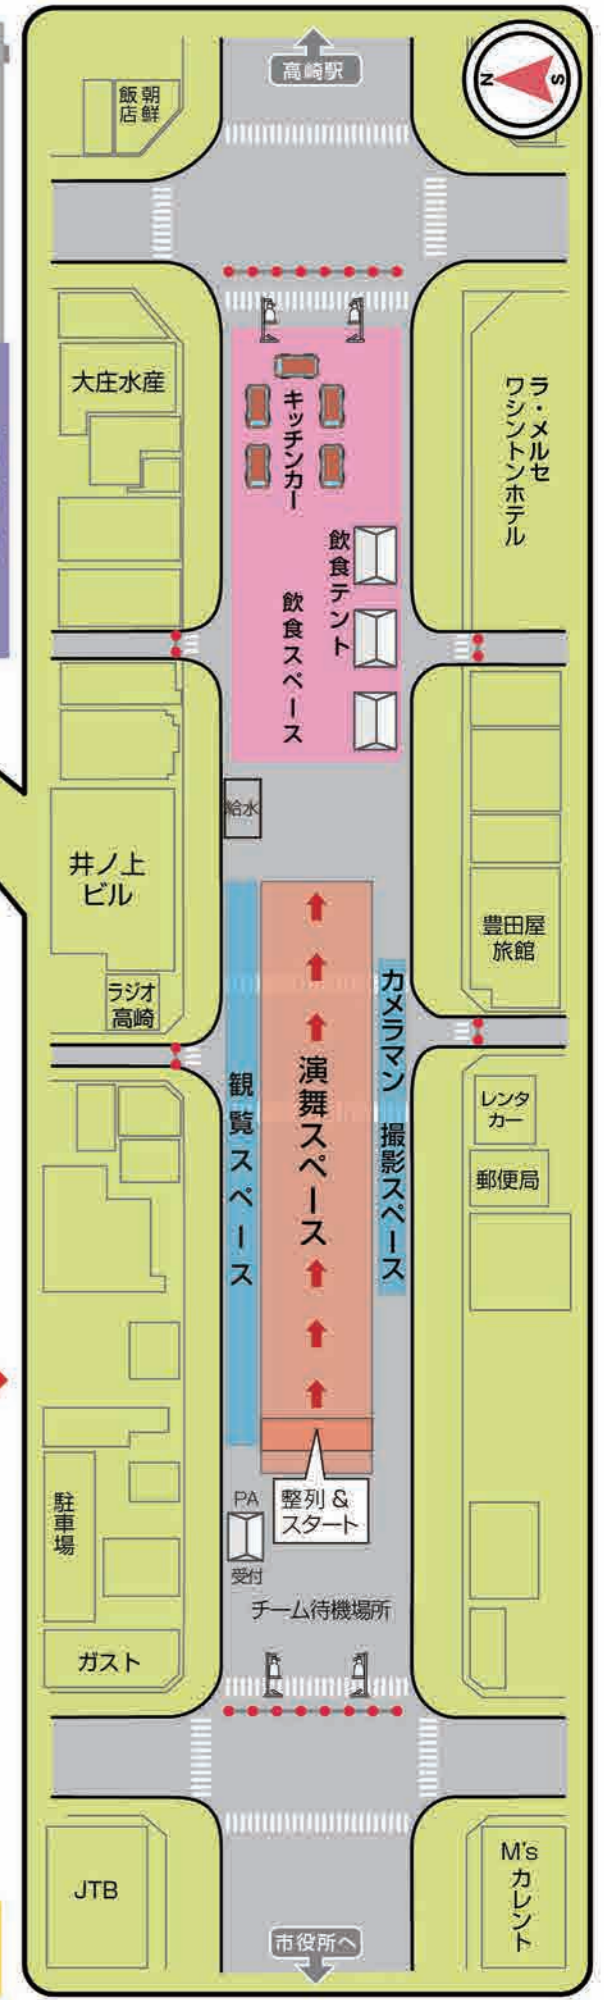 高崎駅
N
S
朝鮮
飯店
大庄水産
キッチンカー
ラ・メルセ
ワシントンホテル
飲食テント
飲食スペース
給水
井ノ上
ビル
ラジオ
高崎
豊田屋
旅館
カメラマン 撮影スペース
演舞スペース
観覧スペース
レンタ
カー
郵便局
駐車場
PA
受付
整列&
スタート
チーム待機場所
ガスト
JTB
M's
カレント
市役所へ